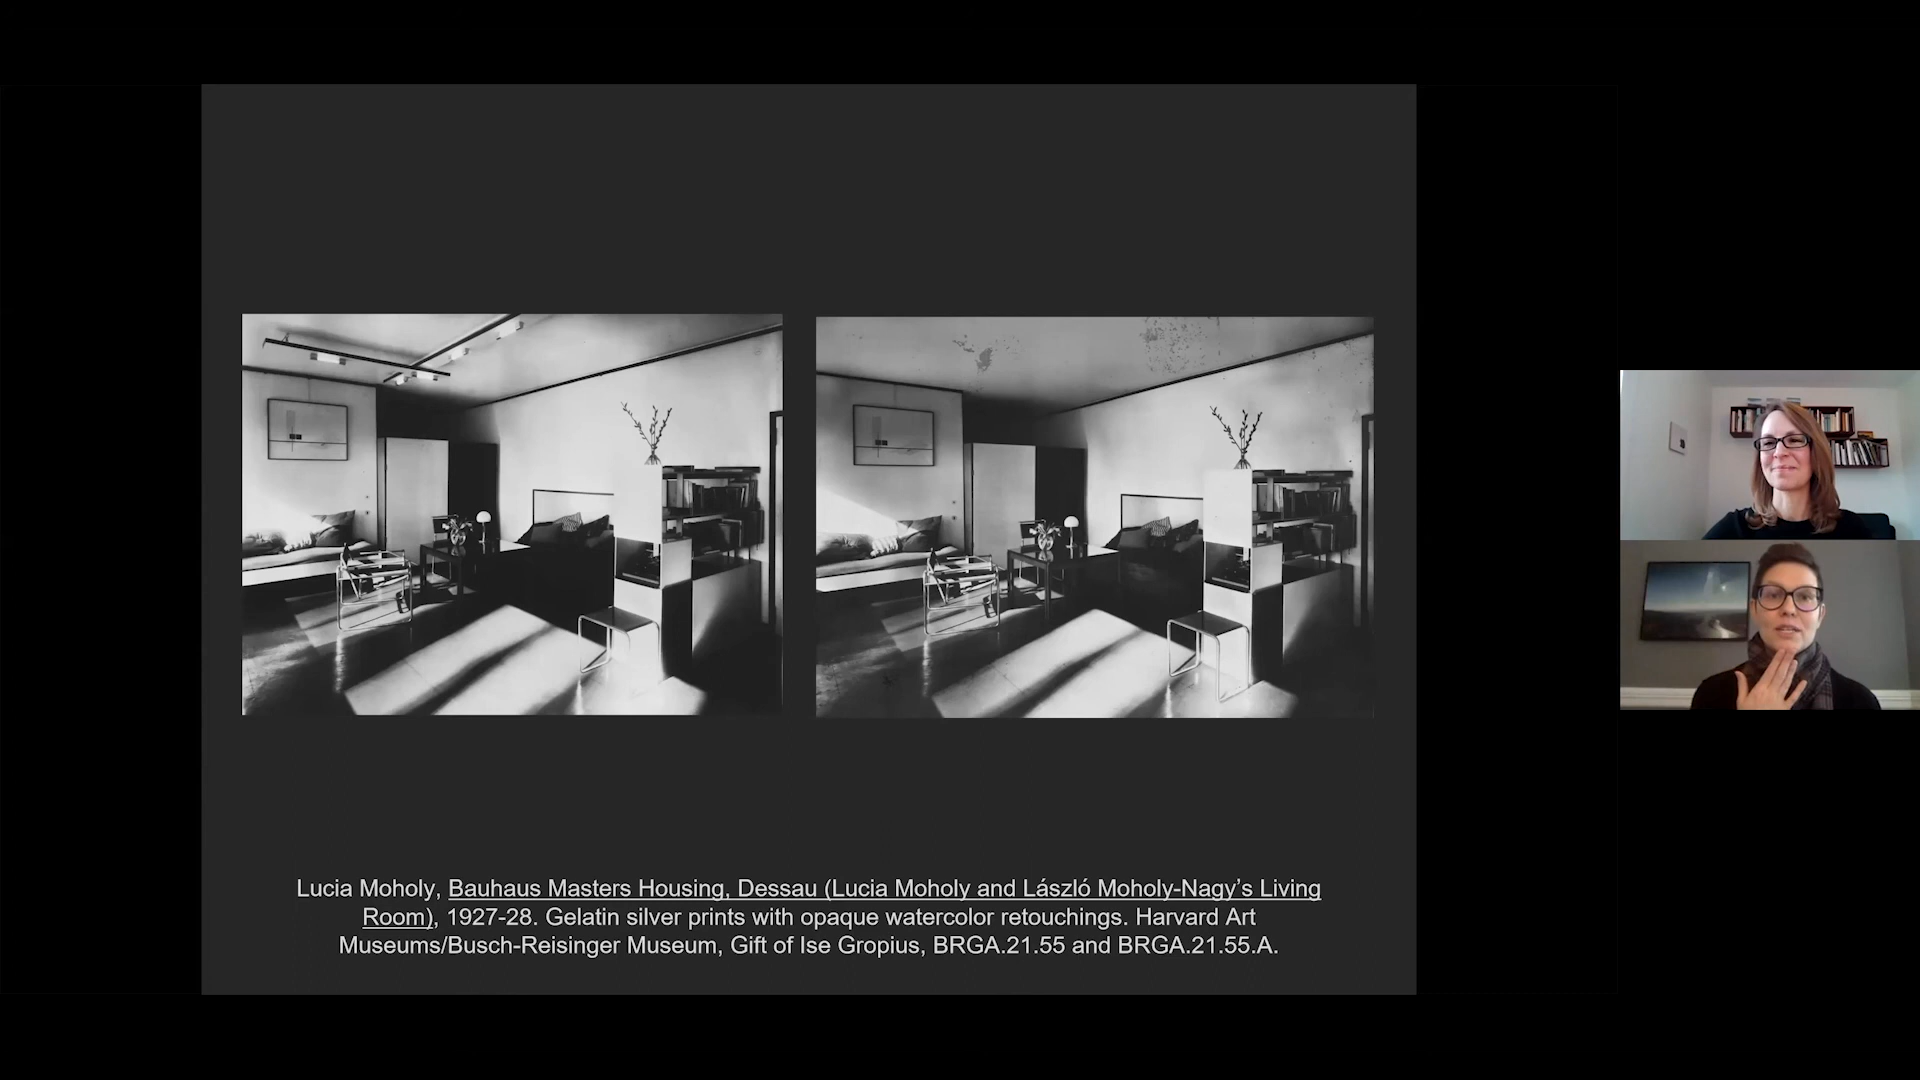 Lucia Moholy, Bauhaus Masters Housing, Dessau (Lucia Moholy and László Moholy-Nagy’s Living
Room), 1927-28. Gelatin silver prints with opaque watercolor retouchings. Harvard Art
Museums/Busch-Reisinger Museum, Gift of Ise Gropius, BRGA.21.55 and BRGA.21.55.A.